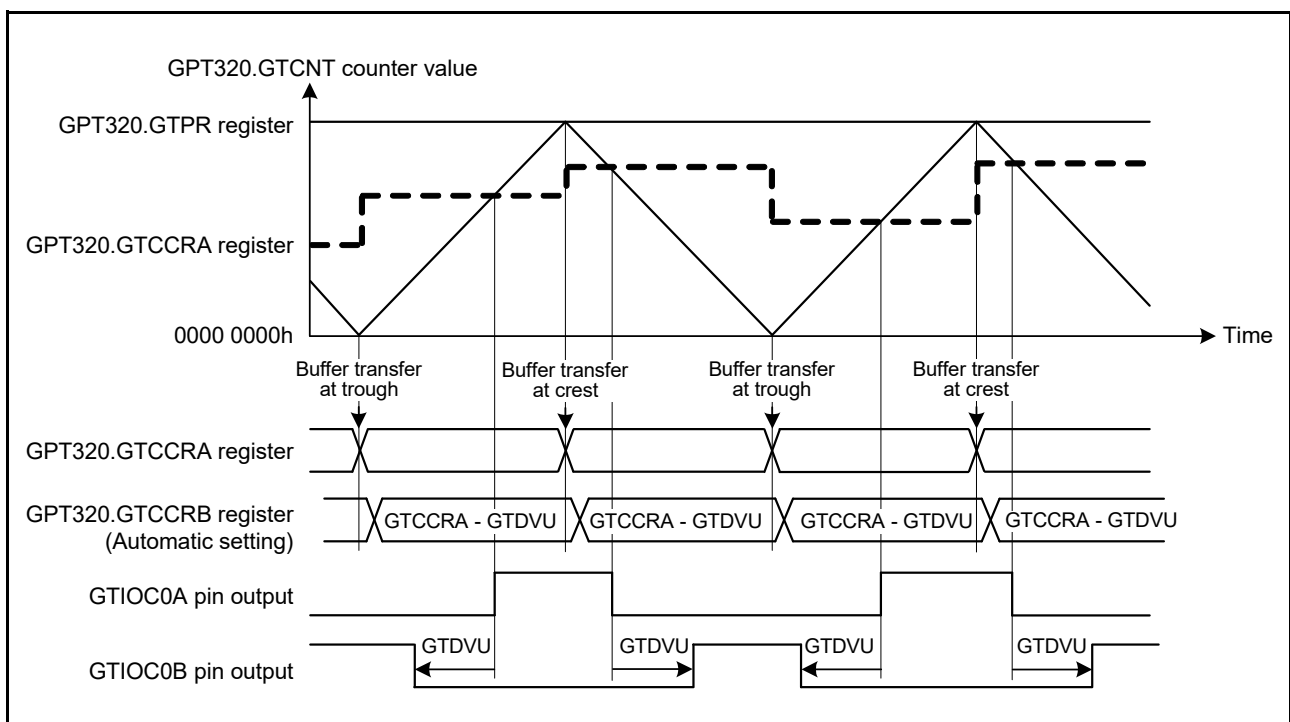 GPT320.GTCNT counter value
GPT320.GTPR register
GPT320.GTCCRA register
0000 0000h
Time
Buffer transfer
at trough
Buffer transfer
at crest
Buffer transfer
at trough
Buffer transfer
at crest
GPT320.GTCCRA register
GPT320.GTCCRB register
(Automatic setting)
GTCCRA - GTDVU
GTCCRA - GTDVU
GTCCRA - GTDVU
GTCCRA - GTDVU
GTIOC0A pin output
GTIOC0B pin output
GTDVU
GTDVU
GTDVU
GTDVU